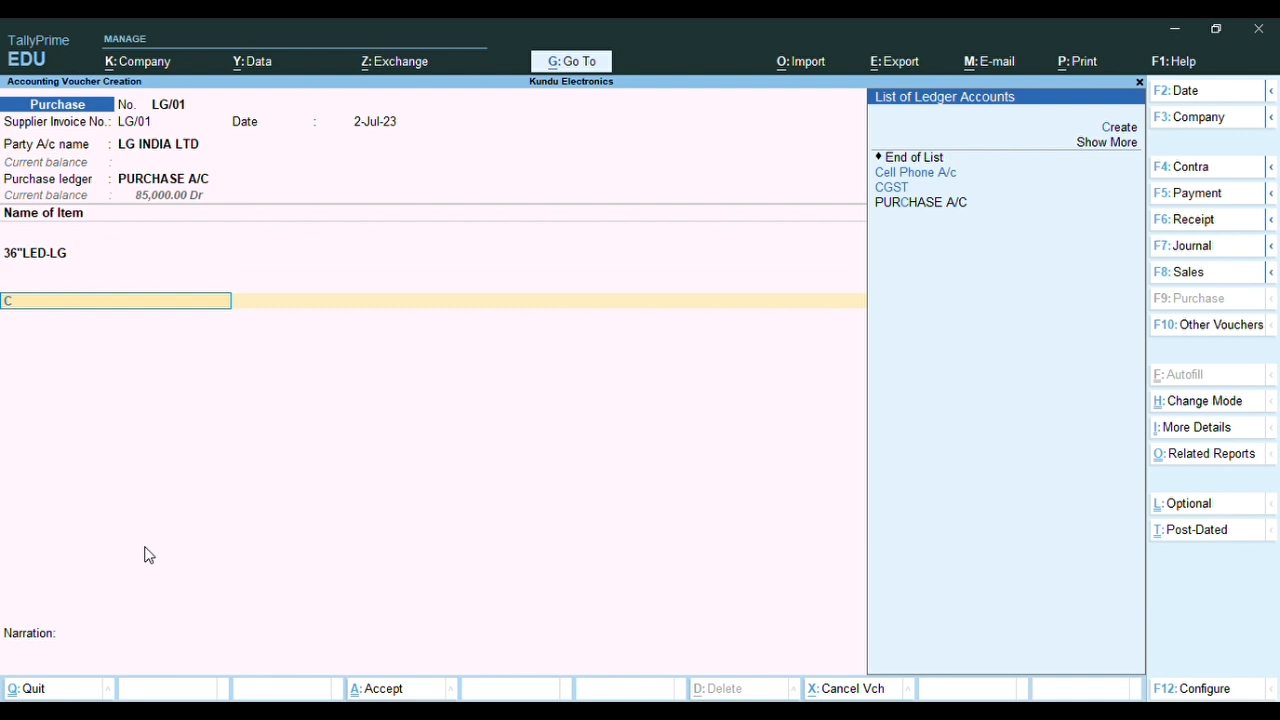 TallyPrime
EDU
MANAGE
K: Company
Y: Data
Z: Exchange
G: Go To
O: Import
E: Export
M: E-mail
P: Print
F1: Help
Accounting Voucher Creation
Kundu Electronics
Purchase No. LG/01
Supplier Invoice No.: LG/01 Date : 2-Jul-23
Party A/c name : LG INDIA LTD
Current balance :
Purchase ledger : PURCHASE A/C
Current balance : 85,000.00 Dr
Name of Item
36"LED-LG
C
Narration:
List of Ledger Accounts
Create
Show More
♦ End of List
Cell Phone A/c
CGST
PURCHASE A/C
F2: Date
F3: Company
F4: Contra
F5: Payment
F6: Receipt
F7: Journal
F8: Sales
F9: Purchase
F10: Other Vouchers
F: Autofill
H: Change Mode
I: More Details
O: Related Reports
L: Optional
T: Post-Dated
Q: Quit
A: Accept
D: Delete
X: Cancel Vch
F12: Configure